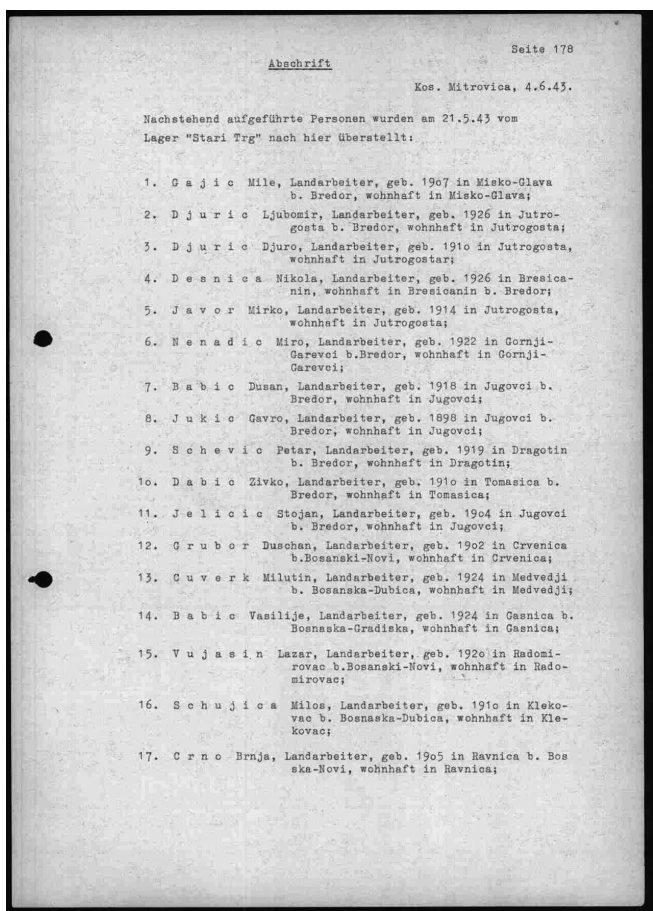 Seite 178
Abschrift
Kos. Mitrovica, 4.6.43.
Nachstehend aufgeführte Personen wurden am 21.5.43 vom
Lager "Stari Trg" nach hier überstellt:
1. G a j i c Mile, Landarbeiter, geb. 19o7 in Misko-Glava
b. Bredor, wohnhaft in Misko-Glava;
2. D j u r i c Ljubomir, Landarbeiter, geb. 1926 in Jutro-
gosta b. Bredor, wohnhaft in Jutrogosta;
3. D j u r i c Djuro, Landarbeiter, geb. 191o in Jutrogosta,
wohnhaft in Jutrogostar;
4. D e s n i c a Nikola, Landarbeiter, geb. 1926 in Bresica-
nin, wohnhaft in Bresicanin b. Bredor;
5. J a v o r Mirko, Landarbeiter, geb. 1914 in Jutrogosta,
wohnhaft in Jutrogosta;
6. N e n a d i c Miro, Landarbeiter, geb. 1922 in Gornji-
Garevci b.Bredor, wohnhaft in Gornji-
Garevci;
7. B a b i c Dusan, Landarbeiter, geb. 1918 in Jugovci b.
Bredor, wohnhaft in Jugovci;
8. J u k i c Gavro, Landarbeiter, geb. 1898 in Jugovci b.
Bredor, wohnhaft in Jugovci;
9. S c h e v i c Petar, Landarbeiter, geb. 1919 in Dragotin
b. Bredor, wohnhaft in Dragotin;
1o. D a b i c Zivko, Landarbeiter, geb. 191o in Tomasica b.
Bredor, wohnhaft in Tomasica;
11. J e l i c i c Stojan, Landarbeiter, geb. 19o4 in Jugovci
b. Bredor, wohnhaft in Jugovci;
12. G r u b o r Duschan, Landarbeiter, geb. 19o2 in Crvenica
b.Bosanski-Novi, wohnhaft in Crvenica;
13. C u v e r k Milutin, Landarbeiter, geb. 1924 in Medvedji
b. Bosanska-Dubica, wohnhaft in Medvedji;
14. B a b i c Vasilije, Landarbeiter, geb. 1924 in Gasnica b.
Bosnaska-Gradiska, wohnhaft in Gasnica;
15. V u j a s i n Lazar, Landarbeiter, geb. 192o in Radomi-
rovac b.Bosanski-Novi, wohnhaft in Rado-
mirovac;
16. S c h u j i c a Milos, Landarbeiter, geb. 191o in Kleko-
vac b. Bosnaska-Dubica, wohnhaft in Kle-
kovac;
17. C r n o Brnja, Landarbeiter, geb. 19o5 in Ravnica b. Bos
ska-Novi, wohnhaft in Ravnica;